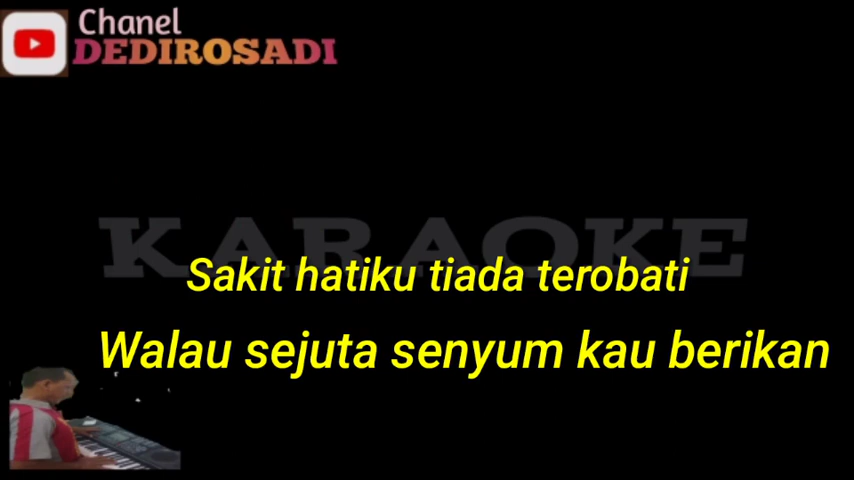 Chanel
DEDIROSADI
KARAOKE
Sakit hatiku tiada terobati
Walau sejuta senyum kau berikan